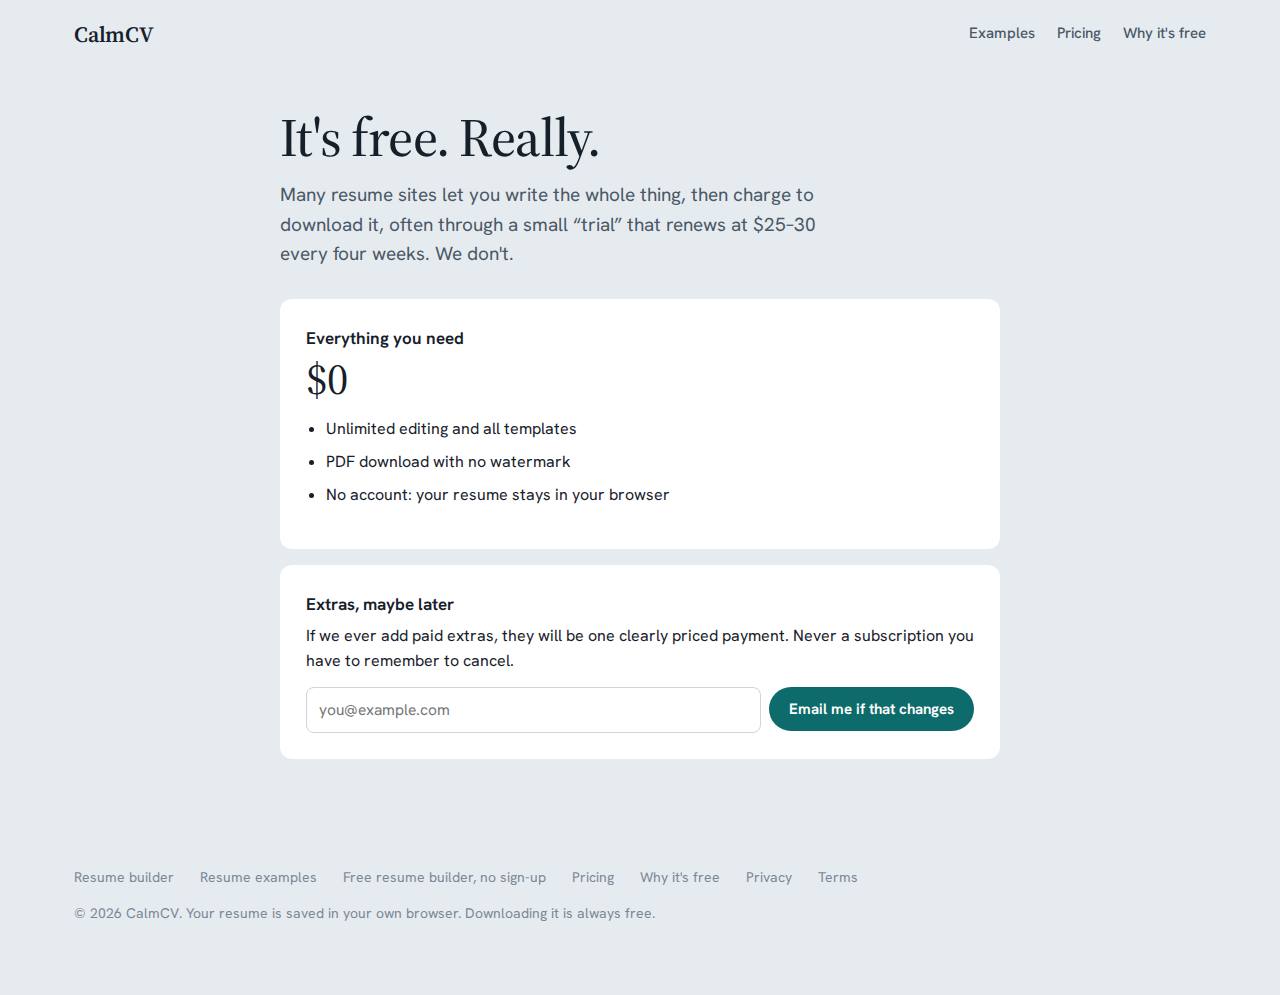 CalmCV
Examples Pricing Why it's free
It's free. Really.
Many resume sites let you write the whole thing, then charge to
download it, often through a small “trial” that renews at $25–30
every four weeks. We don't.
Everything you need
$0
• Unlimited editing and all templates
• PDF download with no watermark
• No account: your resume stays in your browser
Extras, maybe later
If we ever add paid extras, they will be one clearly priced payment. Never a subscription you
have to remember to cancel.
you@example.com Email me if that changes
Resume builder Resume examples Free resume builder, no sign-up Pricing Why it's free Privacy Terms
© 2026 CalmCV. Your resume is saved in your own browser. Downloading it is always free.